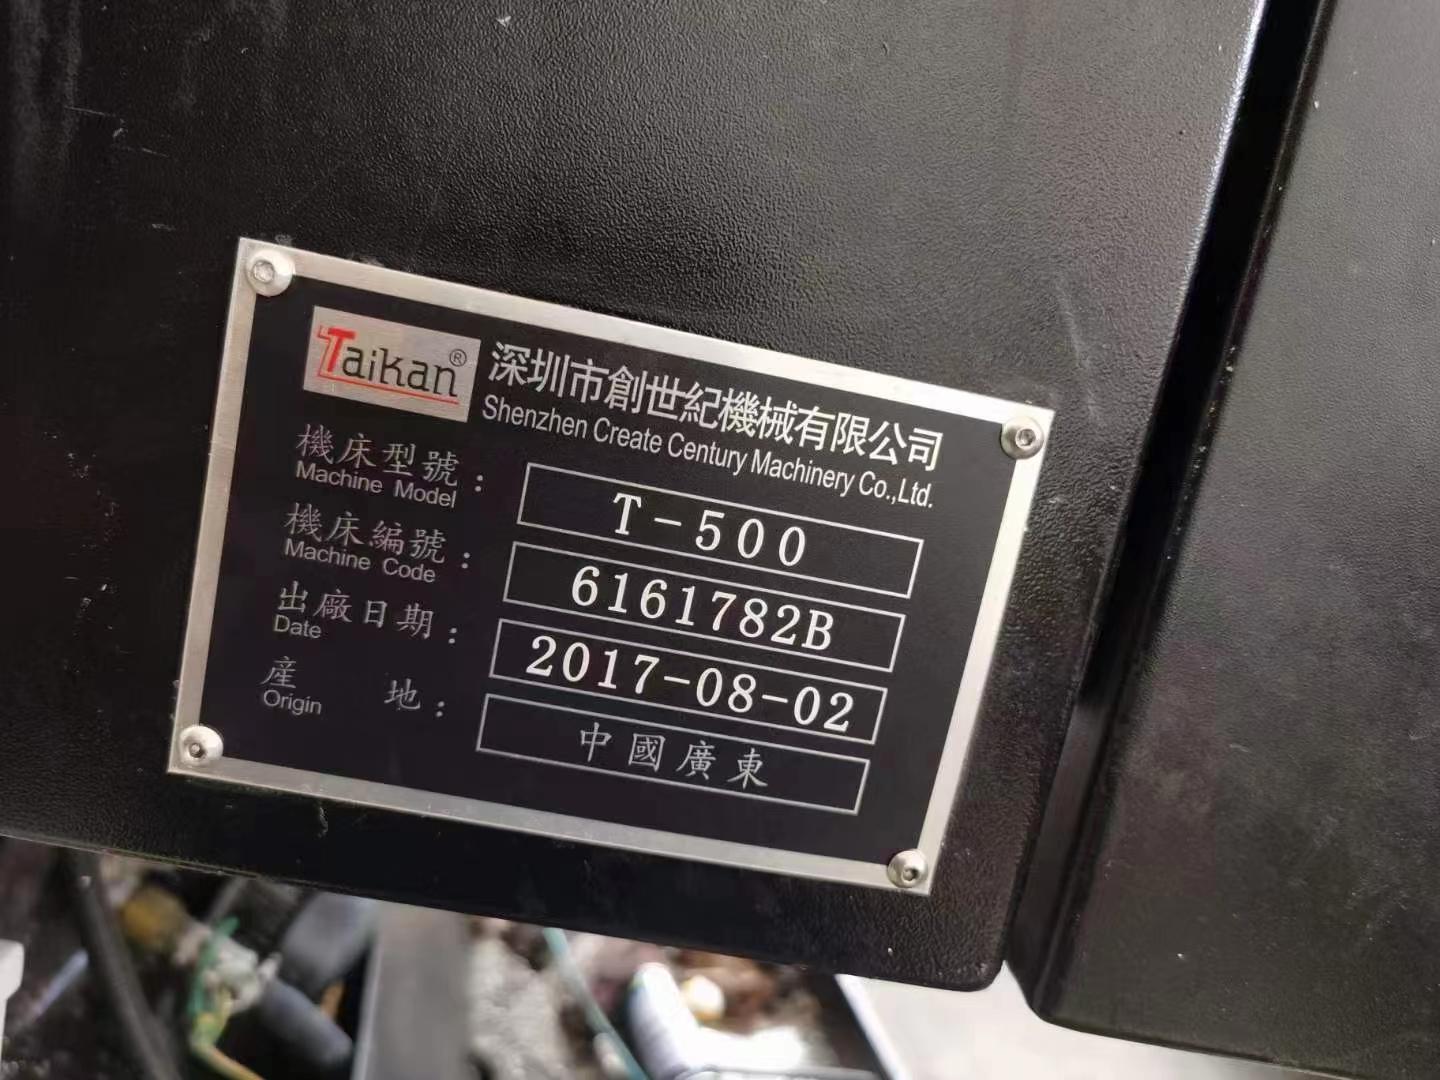 Taikan®
深圳市創世紀機械有限公司
Shenzhen Create Century Machinery Co.,Ltd.
機床型號：
Machine Model
T-500
機床編號：
Machine Code
6161782B
出廠日期：
Date
2017-08-02
產 地：
Origin
中國廣東